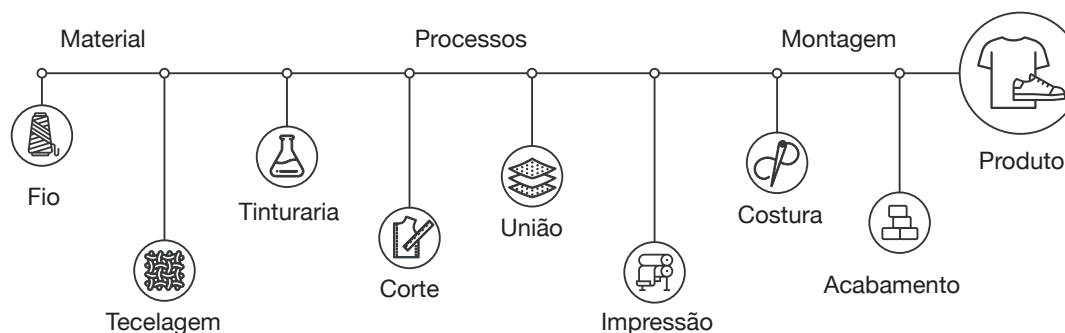 Material
Processos
Montagem
Fio
Tecelagem
Tinturaria
Corte
União
Impressão
Costura
Acabamento
Produto